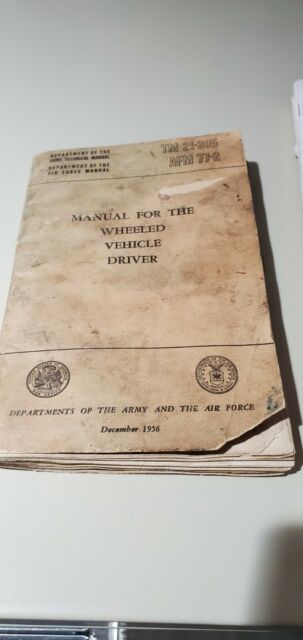 DEPARTMENT OF THE
ARMY TECHNICAL MANUAL
DEPARTMENT OF THE
AIR FORCE MANUAL
TM 21-305
AFM 77-2
MANUAL FOR THE
WHEELED
VEHICLE
DRIVER
DEPARTMENTS OF THE ARMY AND THE AIR FORCE
December 1956